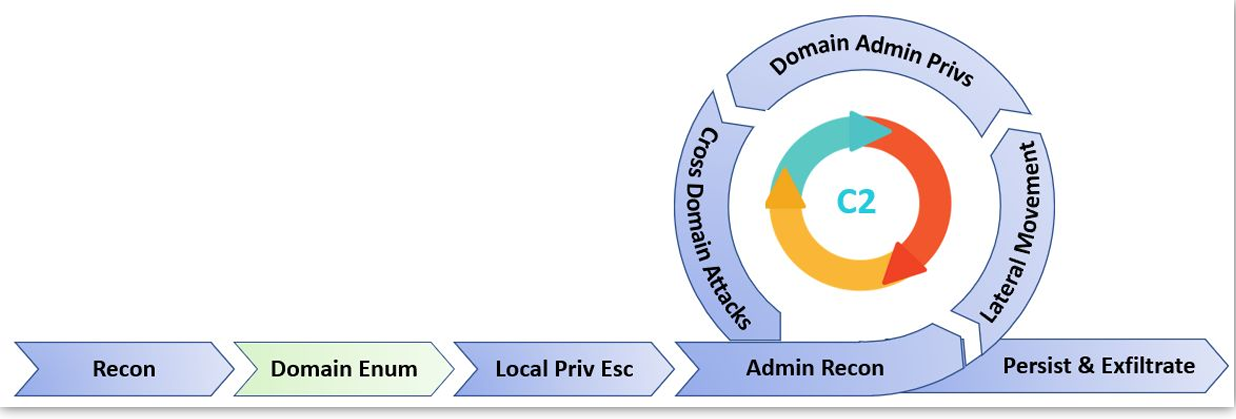 Domain Admin Privs
Cross Domain Attacks
C2
Lateral Movement
Recon
Domain Enum
Local Priv Esc
Admin Recon
Persist & Exfiltrate